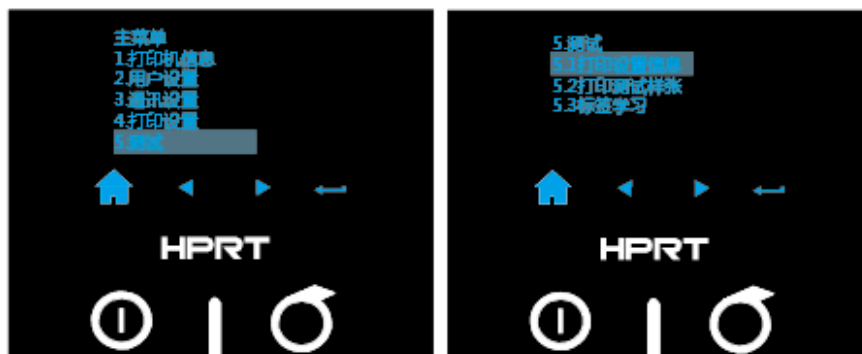 主菜单
1.打印机信息
2.用户设置
3.通讯设置
4.打印设置
5.测试
HPRT
5.测试
5.1打印设置信息
5.2打印测试样张
5.3标签学习
HPRT